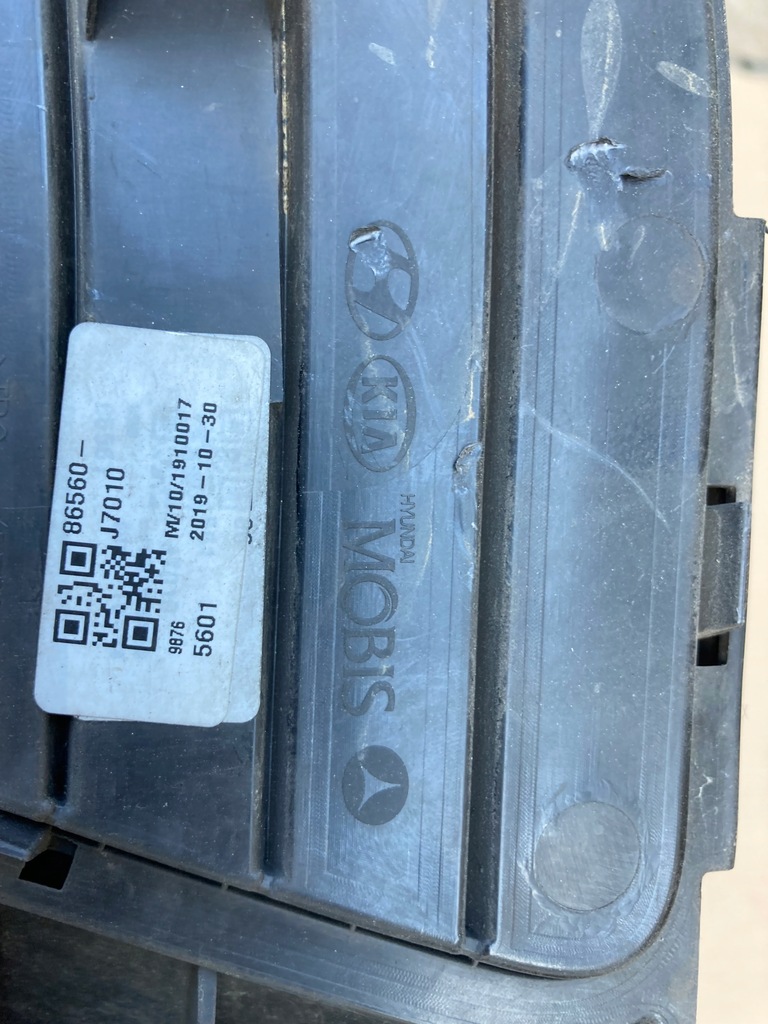 86560-
J7010
M/10/1910017
2019-10-30
9876
5601
KIA
HYUNDAI
MOBIS